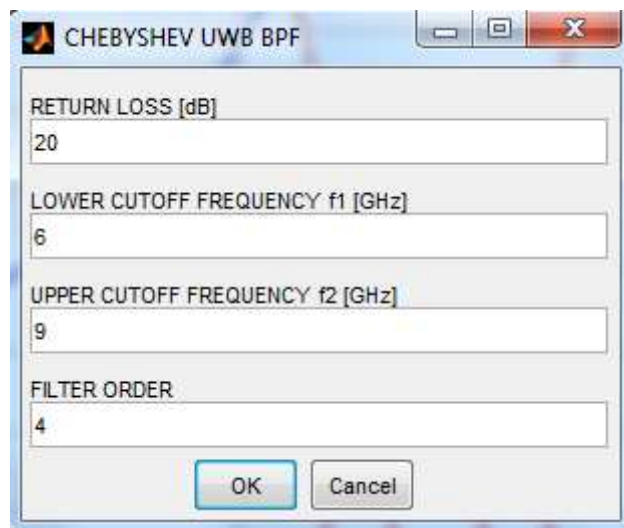 CHEBYSHEV UWB BPF
RETURN LOSS [dB]
20
LOWER CUTOFF FREQUENCY f1 [GHz]
6
UPPER CUTOFF FREQUENCY f2 [GHz]
9
FILTER ORDER
4
OK Cancel